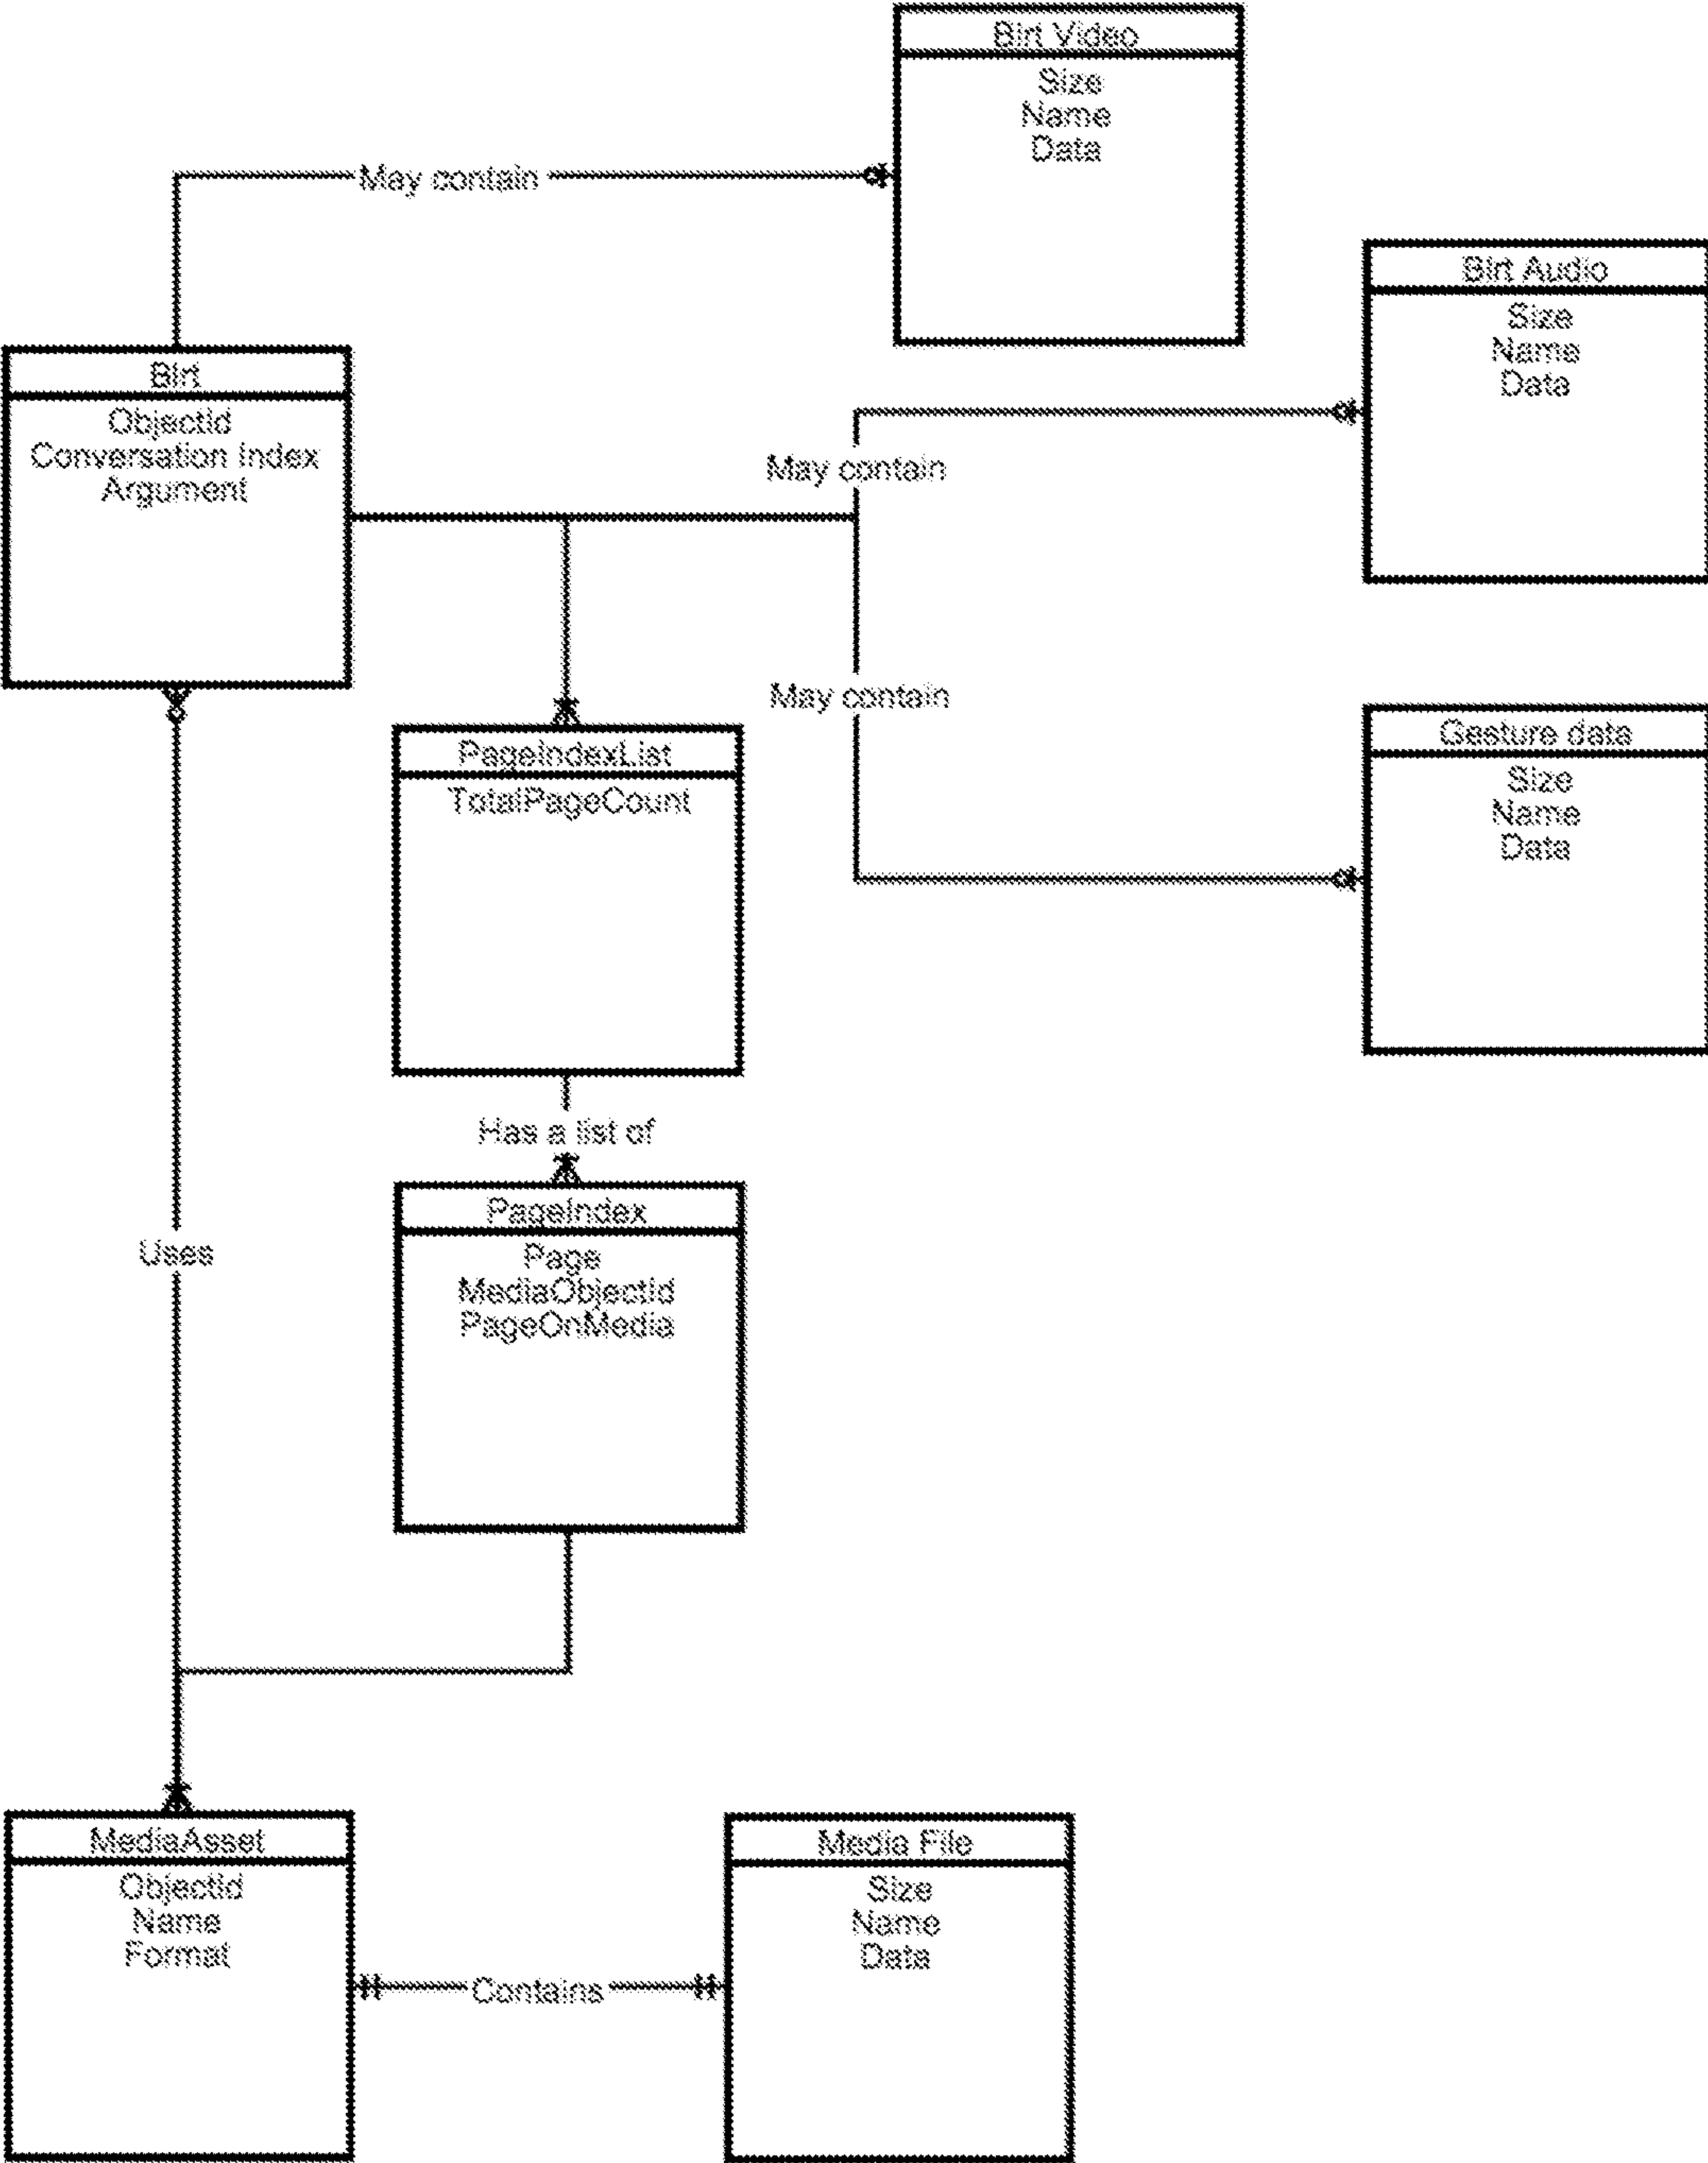 Birt Video
Size
Name
Data
May contain
Birt Audio
Size
Name
Data
Birt
ObjectId
Conversation Index
Argument
May contain
May contain
Gesture data
Size
Name
Data
PageIndexList
TotalPageCount
Has a list of
PageIndex
Page
MediaObjectId
PageOnMedia
Uses
MediaAsset
ObjectId
Name
Format
Contains
Media File
Size
Name
Data